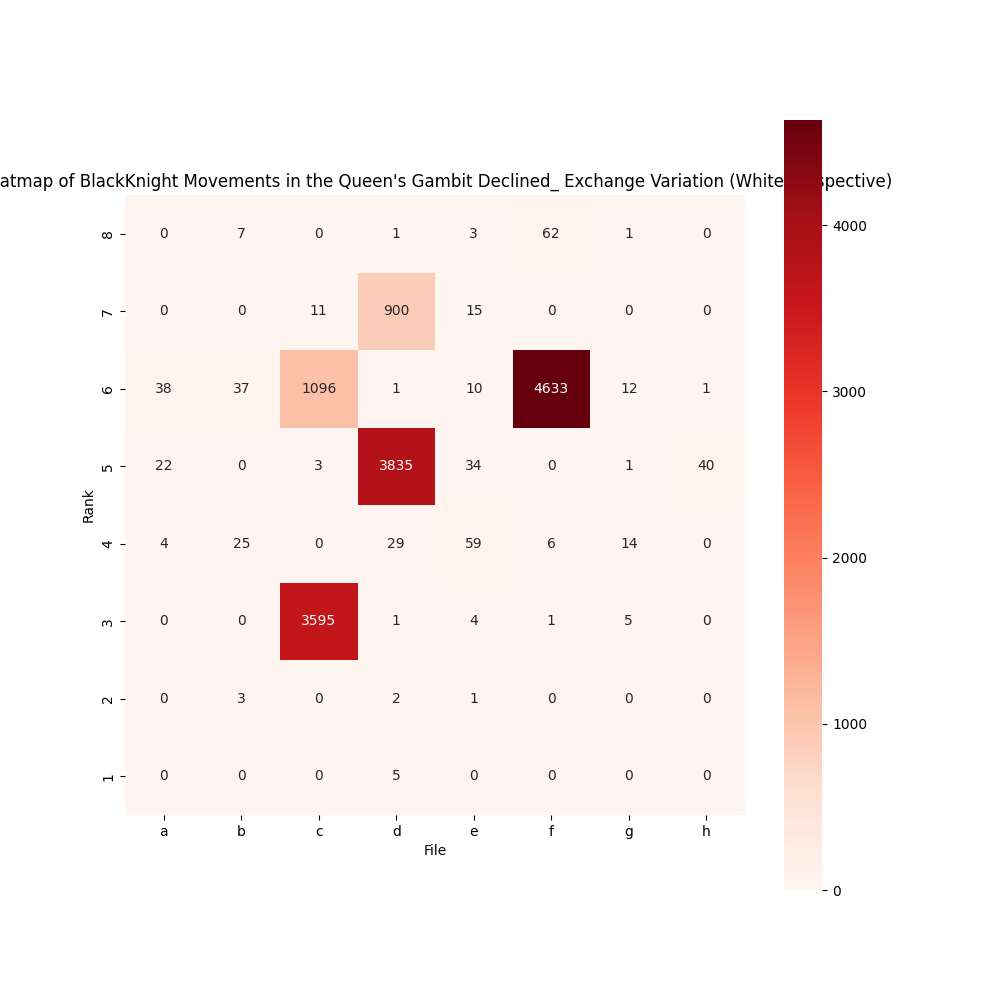 atmap of BlackKnight Movements in the Queen's Gambit Declined_ Exchange Variation (White spective)
8 0 7 0 1 3 62 1 0
7 0 0 11 900 15 0 0 0
6 38 37 1096 1 10 4633 12 1
5 22 0 3 3835 34 0 1 40
4 4 25 0 29 59 6 14 0
3 0 0 3595 1 4 1 5 0
2 0 3 0 2 1 0 0 0
1 0 0 0 5 0 0 0 0
a b c d e f g h
Rank
File
4000
3000
2000
1000
0